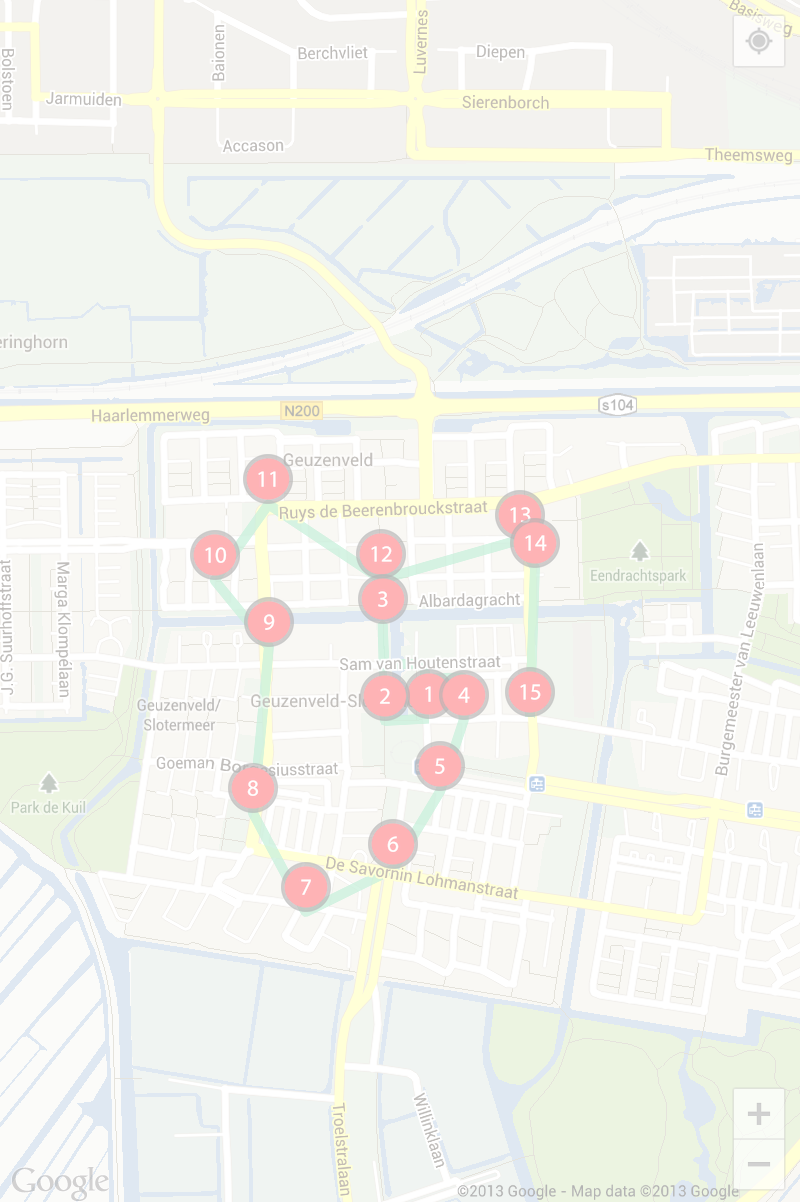 Basisweg
Bolstoen
Baionen
Luvernes
Berchvliet
Diepen
Jarmuiden
Sierenborch
Accason
Theemsweg
eringhorn
Haarlemmerweg
N200
s104
Geuzenveld
11
Ruys de Beerenbrouckstraat
13
14
10
12
Eendrachtspark
J.G. Suurhoffstraat
Marga Klompélaan
3
Albardagracht
9
Burgemeester van Leeuwenlaan
Sam van Houtenstraat
Geuzenveld-Sl
2
1
4
15
Geuzenveld/
Slotermeer
Goeman Bor
esiusstraat
5
8
Park de Kuil
6
De Savornin Lohmanstraat
7
Troelstralaan
Willinklaan
+
−
Google
©2013 Google - Map data ©2013 Google